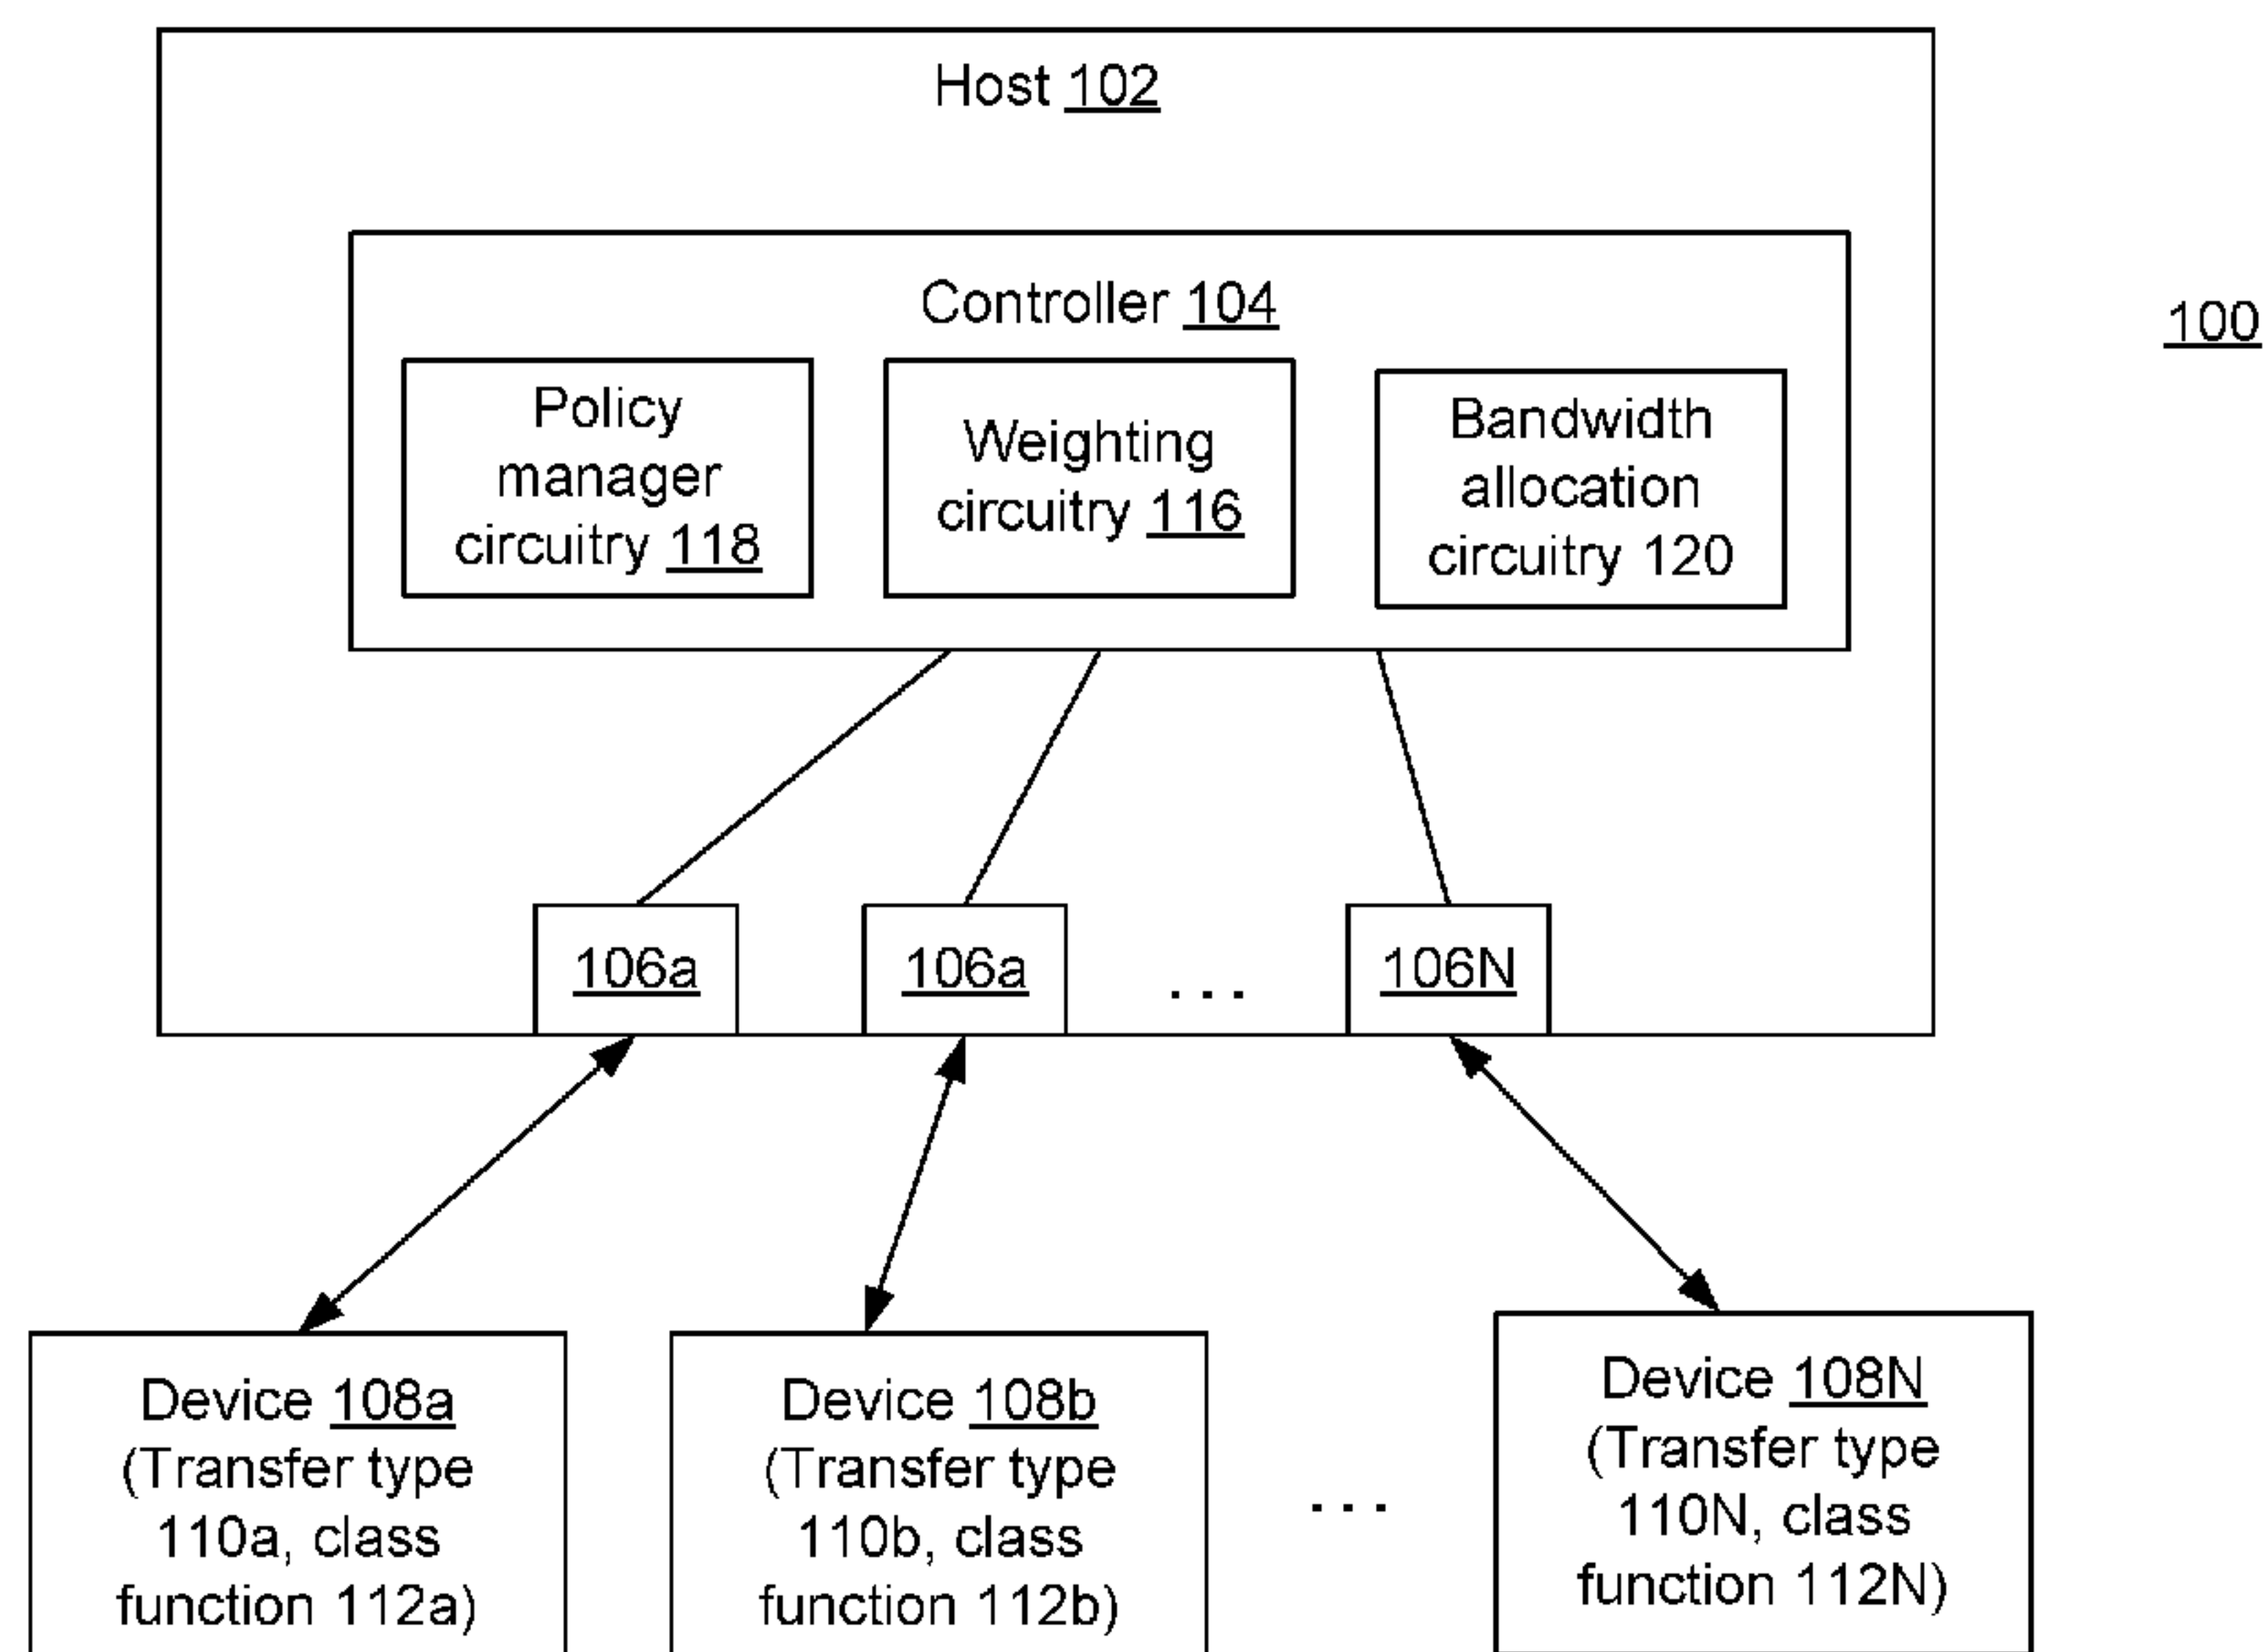 Host 102
Controller 104
100
Policy
manager
circuitry 118
Weighting
circuitry 116
Bandwidth
allocation
circuitry 120
106a
106a
...
106N
Device 108a
(Transfer type
110a, class
function 112a)
Device 108b
(Transfer type
110b, class
function 112b)
...
Device 108N
(Transfer type
110N, class
function 112N)